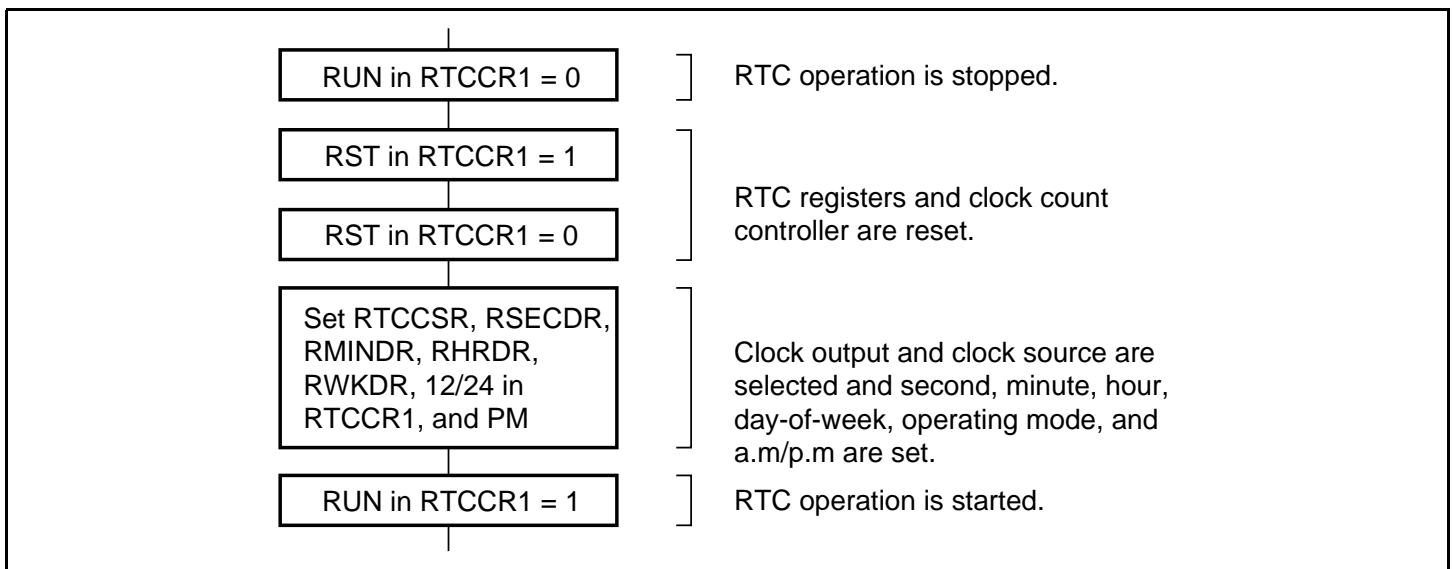 RUN in RTCCR1 = 0
RTC operation is stopped.
RST in RTCCR1 = 1
RST in RTCCR1 = 0
RTC registers and clock count
controller are reset.
Set RTCCSR, RSECDR,
RMINDR, RHRDR,
RWKDR, 12/24 in
RTCCR1, and PM
Clock output and clock source are
selected and second, minute, hour,
day-of-week, operating mode, and
a.m/p.m are set.
RUN in RTCCR1 = 1
RTC operation is started.